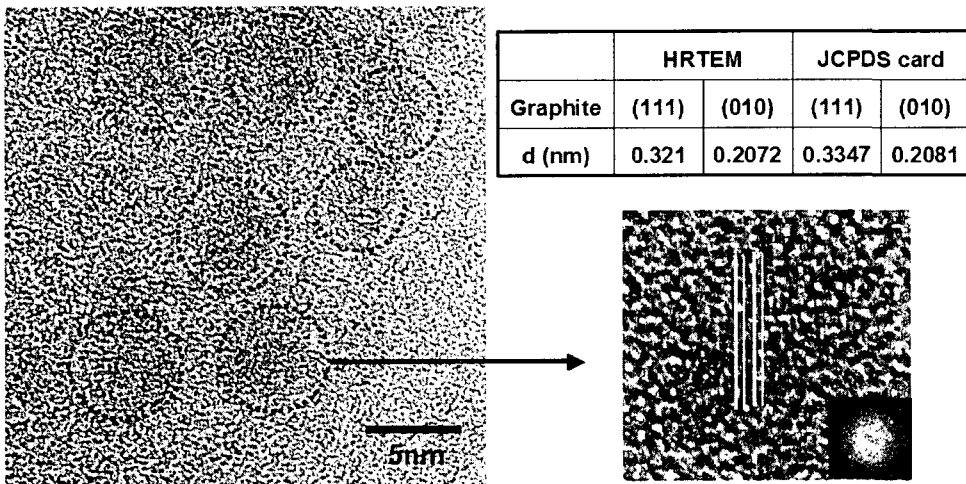 HRTEM JCPDS card
Graphite (111) (010) (111) (010)
d (nm) 0.321 0.2072 0.3347 0.2081
5nm